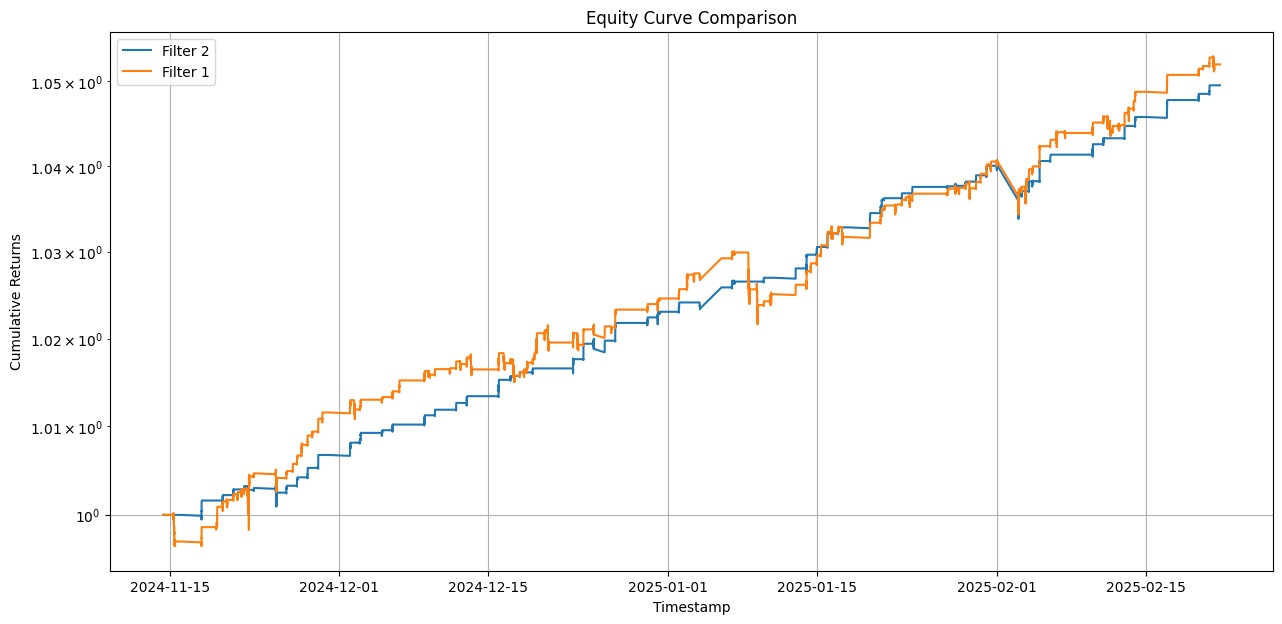 Equity Curve Comparison
Filter 2
Filter 1
Cumulative Returns
1.05 × 10⁰
1.04 × 10⁰
1.03 × 10⁰
1.02 × 10⁰
1.01 × 10⁰
10⁰
2024-11-15 2024-12-01 2024-12-15 2025-01-01 2025-01-15 2025-02-01 2025-02-15
Timestamp